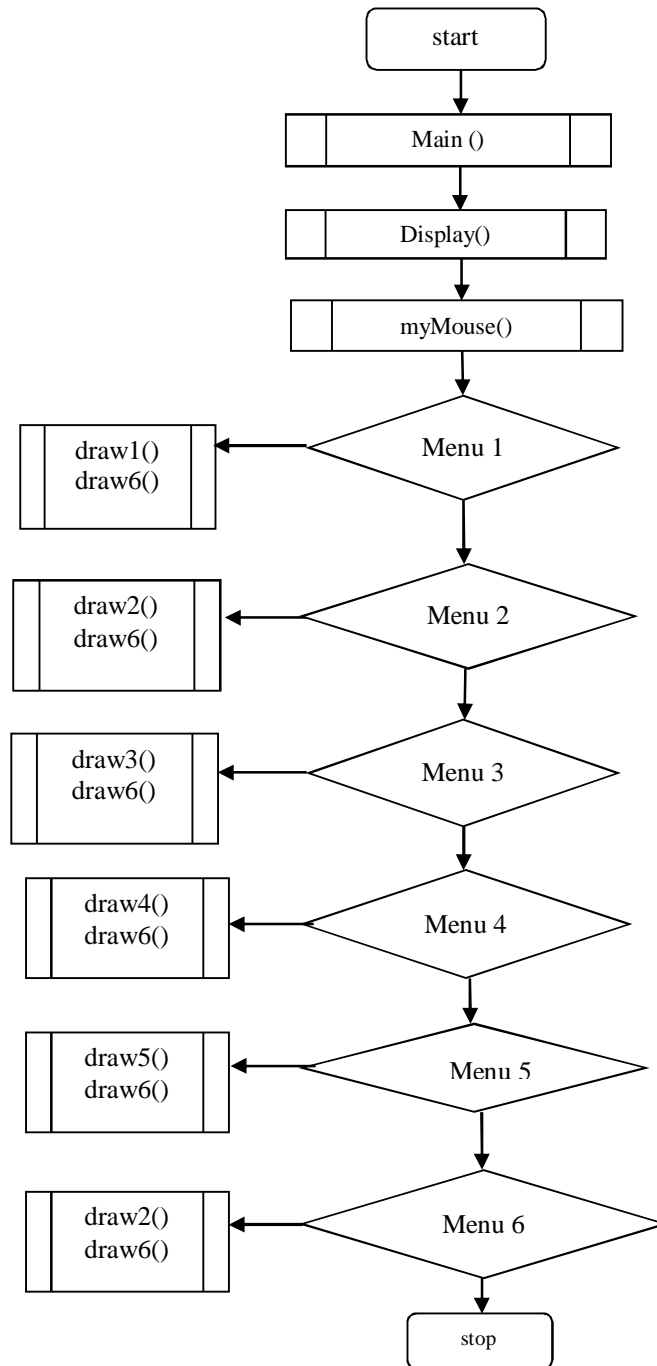 start
Main ()
Display()
myMouse()
Menu 1
draw1()
draw6()
Menu 2
draw2()
draw6()
Menu 3
draw3()
draw6()
Menu 4
draw4()
draw6()
Menu 5
draw5()
draw6()
Menu 6
draw2()
draw6()
stop